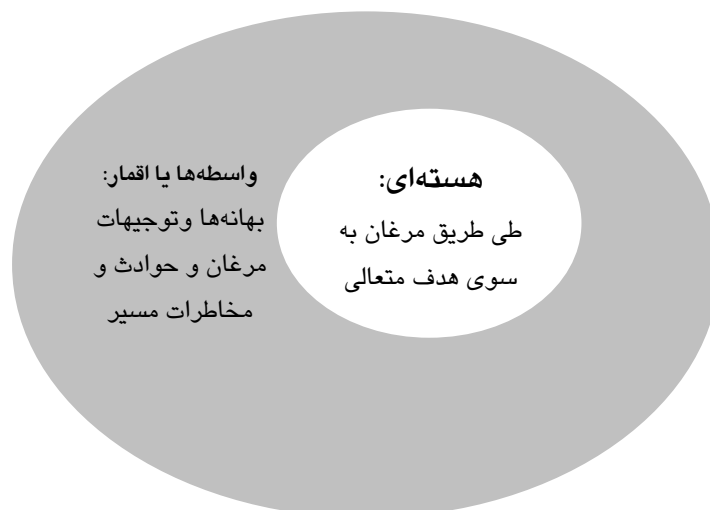 هسته‌ای:
طی طریق مرغان به
سوی هدف متعالی
واسطه‌ها یا اقمار:
بهانه‌ها وتوجیهات
مرغان و حوادث و
مخاطرات مسیر